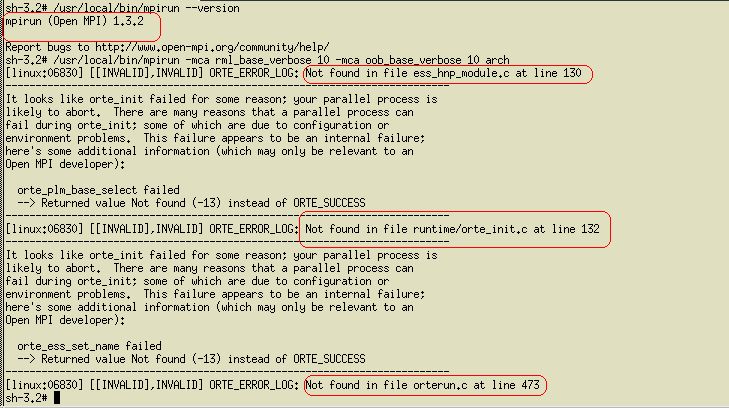 sh-3.2# /usr/local/bin/mpirun --version
mpirun (Open MPI) 1.3.2
Report bugs to http://www.open-mpi.org/community/help/
sh-3.2# /usr/local/bin/mpirun -mca rml_base_verbose 10 -mca oob_base_verbose 10 arch
[linux:06830] [[INVALID],INVALID] ORTE_ERROR_LOG: Not found in file ess_hnp_module.c at line 130
--------------------------------------------------------------------------
It looks like orte_init failed for some reason; your parallel process is
likely to abort.  There are many reasons that a parallel process can
fail during orte_init; some of which are due to configuration or
environment problems.  This failure appears to be an internal failure;
here's some additional information (which may only be relevant to an
Open MPI developer):
  orte_plm_base_select failed
  --> Returned value Not found (-13) instead of ORTE_SUCCESS
--------------------------------------------------------------------------
[linux:06830] [[INVALID],INVALID] ORTE_ERROR_LOG: Not found in file runtime/orte_init.c at line 132
--------------------------------------------------------------------------
It looks like orte_init failed for some reason; your parallel process is
likely to abort.  There are many reasons that a parallel process can
fail during orte_init; some of which are due to configuration or
environment problems.  This failure appears to be an internal failure;
here's some additional information (which may only be relevant to an
Open MPI developer):
  orte_ess_set_name failed
  --> Returned value Not found (-13) instead of ORTE_SUCCESS
--------------------------------------------------------------------------
[linux:06830] [[INVALID],INVALID] ORTE_ERROR_LOG: Not found in file orterun.c at line 473
sh-3.2#